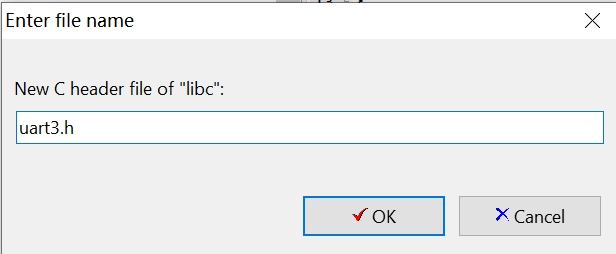 Enter file name
New C header file of "libc":
uart3.h
OK
Cancel